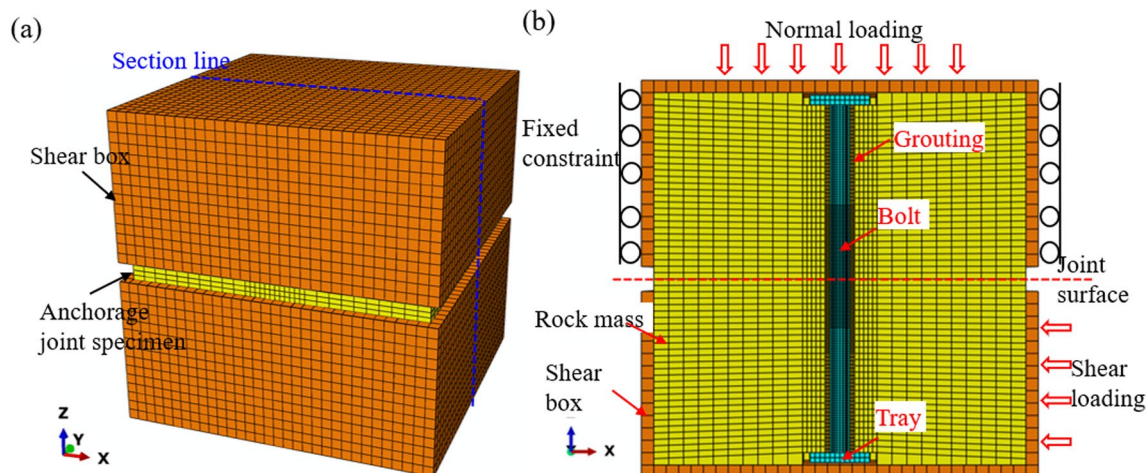 (a)
Section line
Shear box
Anchorage
joint specimen
Z
Y
X
(b)
Normal loading
Fixed
constraint
Grouting
Bolt
Joint
surface
Rock mass
Shear
box
Shear
loading
Tray
X